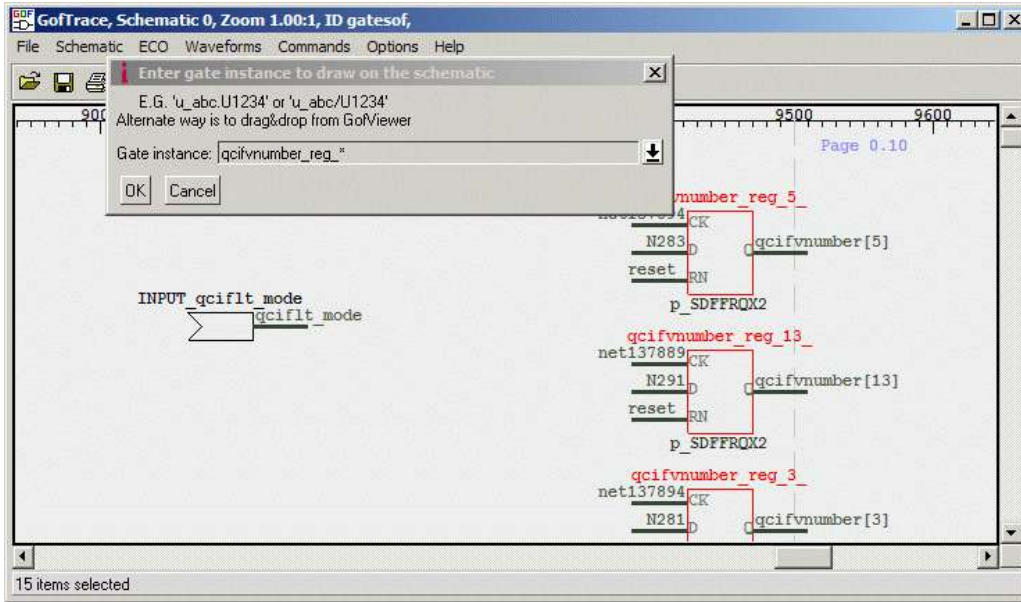 GofTrace, Schematic 0, Zoom 1.00:1, ID gatesof,
File Schematic ECO Waveforms Commands Options Help
Enter gate instance to draw on the schematic
E.G. 'u_abc.U1234' or 'u_abc/U1234'
Alternate way is to drag&drop from GofViewer
Gate instance: qcifvnumber_reg_*
OK Cancel
9500 9600
Page 0.10
vnumber_reg_5_
CK
N283 D Q qcifvnumber[5]
reset RN
p_SDFFRQX2
INPUT_qciflt_mode
qciflt_mode
qcifvnumber_reg_13_
net137889 CK
N291 D Q qcifvnumber[13]
reset RN
p_SDFFRQX2
qcifvnumber_reg_3_
net137894 CK
N281 D Q qcifvnumber[3]
15 items selected